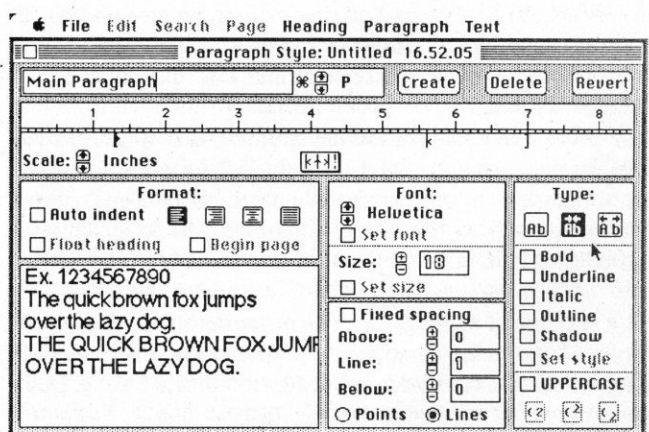 File Edit Search Page Heading Paragraph Text
Paragraph Style: Untitled 16.52.05
Main Paragraph ⌘ P Create Delete Revert
1 2 3 4 5 6 7 8
Scale: Inches
Format:
Auto indent
Float heading Begin page
Ex. 1234567890
The quick brown fox jumps
over the lazy dog.
THE QUICK BROWN FOX JUMP
OVER THE LAZY DOG.
Font:
Helvetica
Set font
Size: 18
Set size
Fixed spacing
Above: 0
Line: 1
Below: 0
Points Lines
Type:
Ab Ab Ab
Bold
Underline
Italic
Outline
Shadow
Set style
UPPERCASE